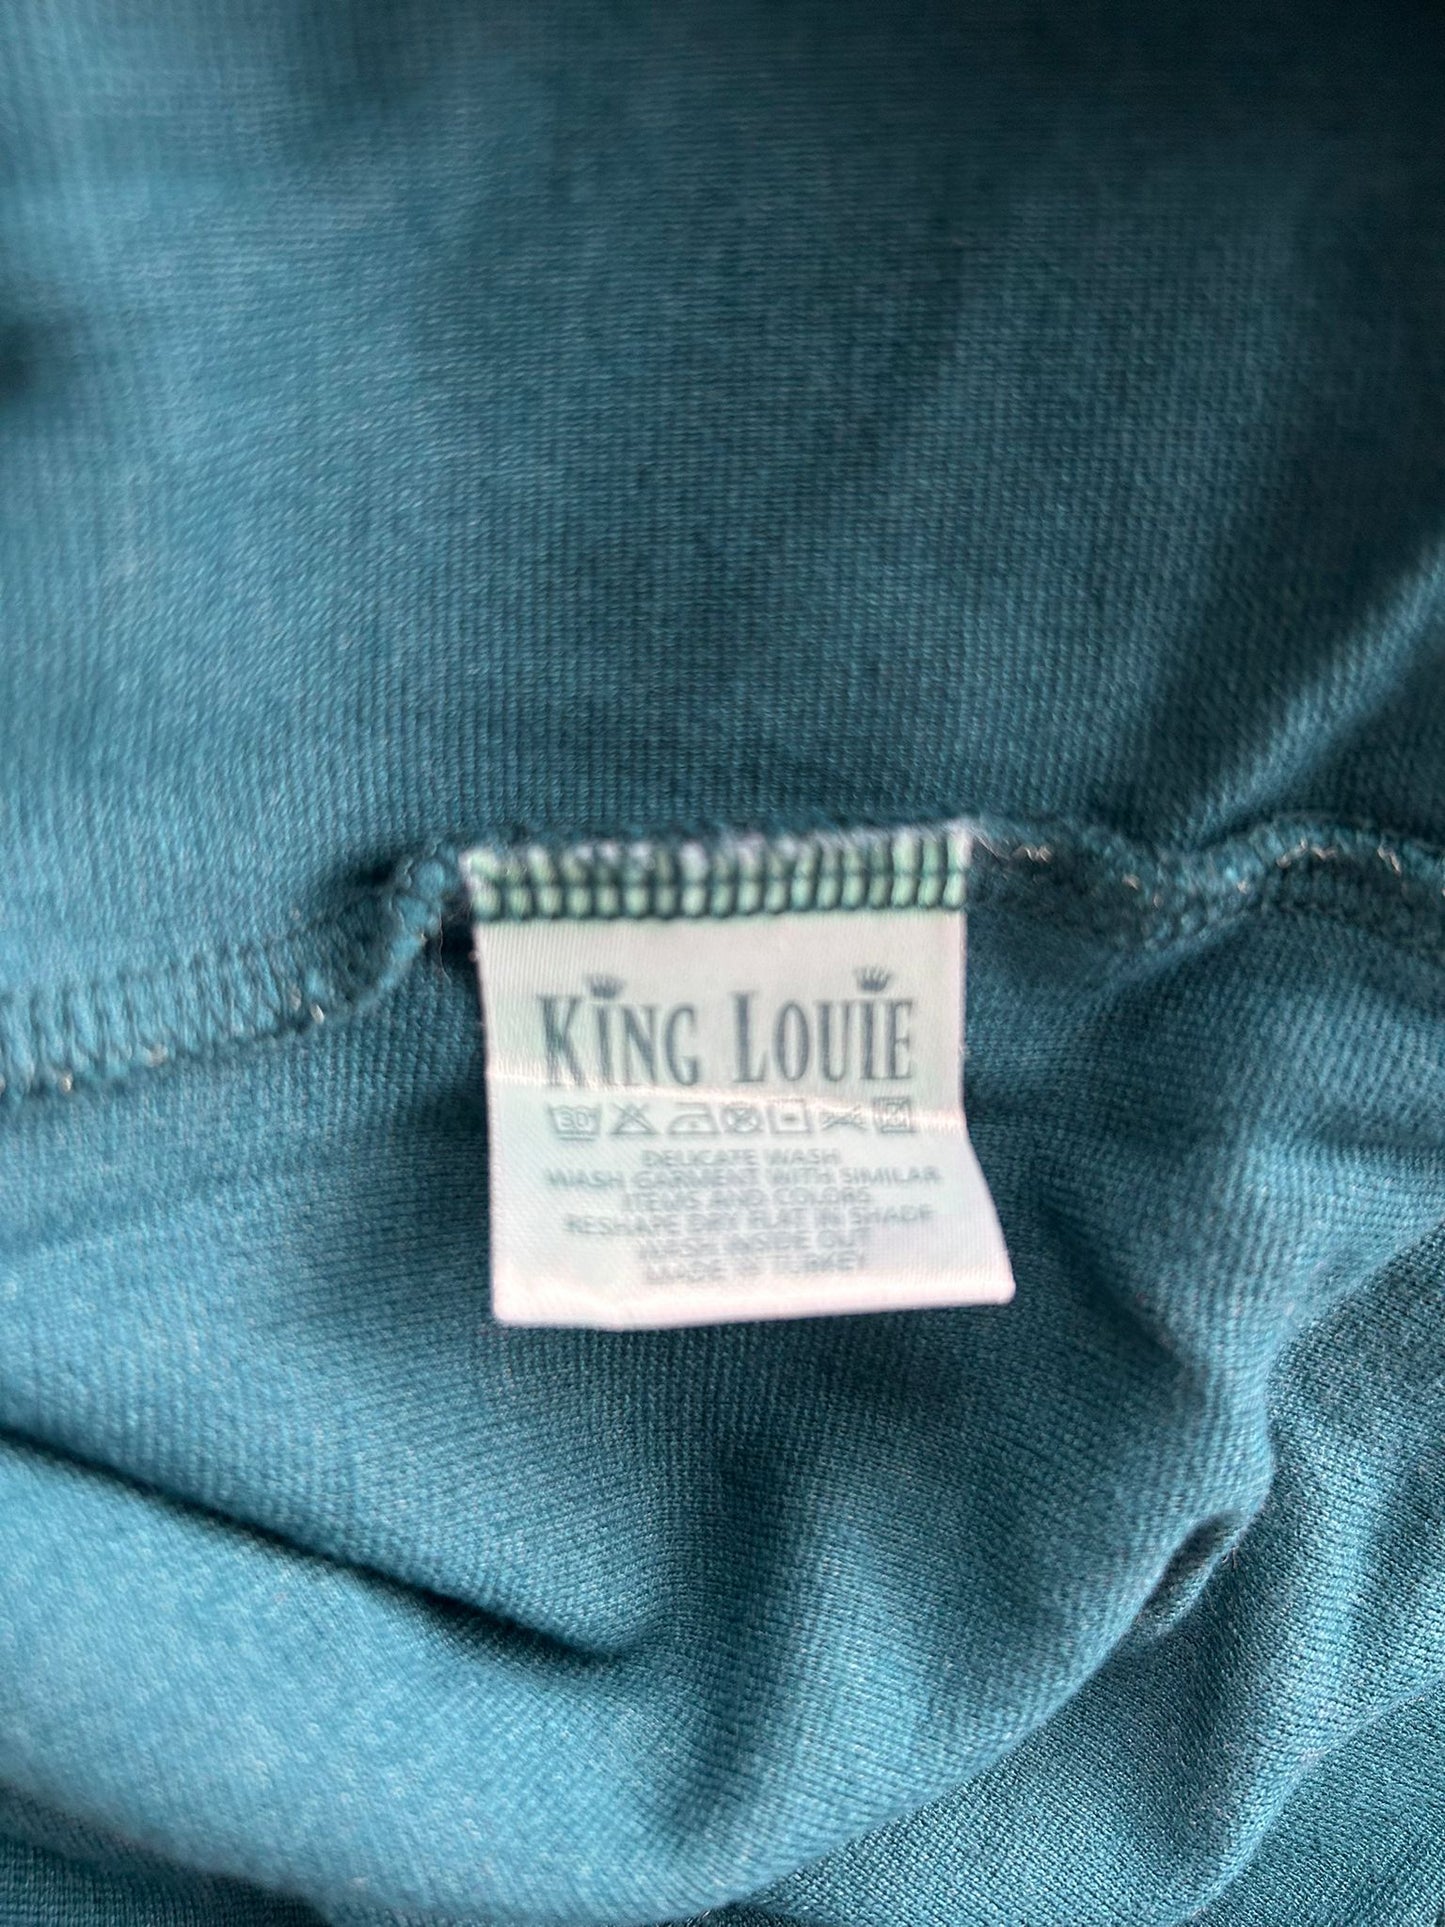 KING LOUIE
30
DELICATE WASH
WASH GARMENT WITH SIMILAR
ITEMS AND COLORS
RESHAPE DRY FLAT IN SHADE
WASH INSIDE OUT
MADE IN TURKEY